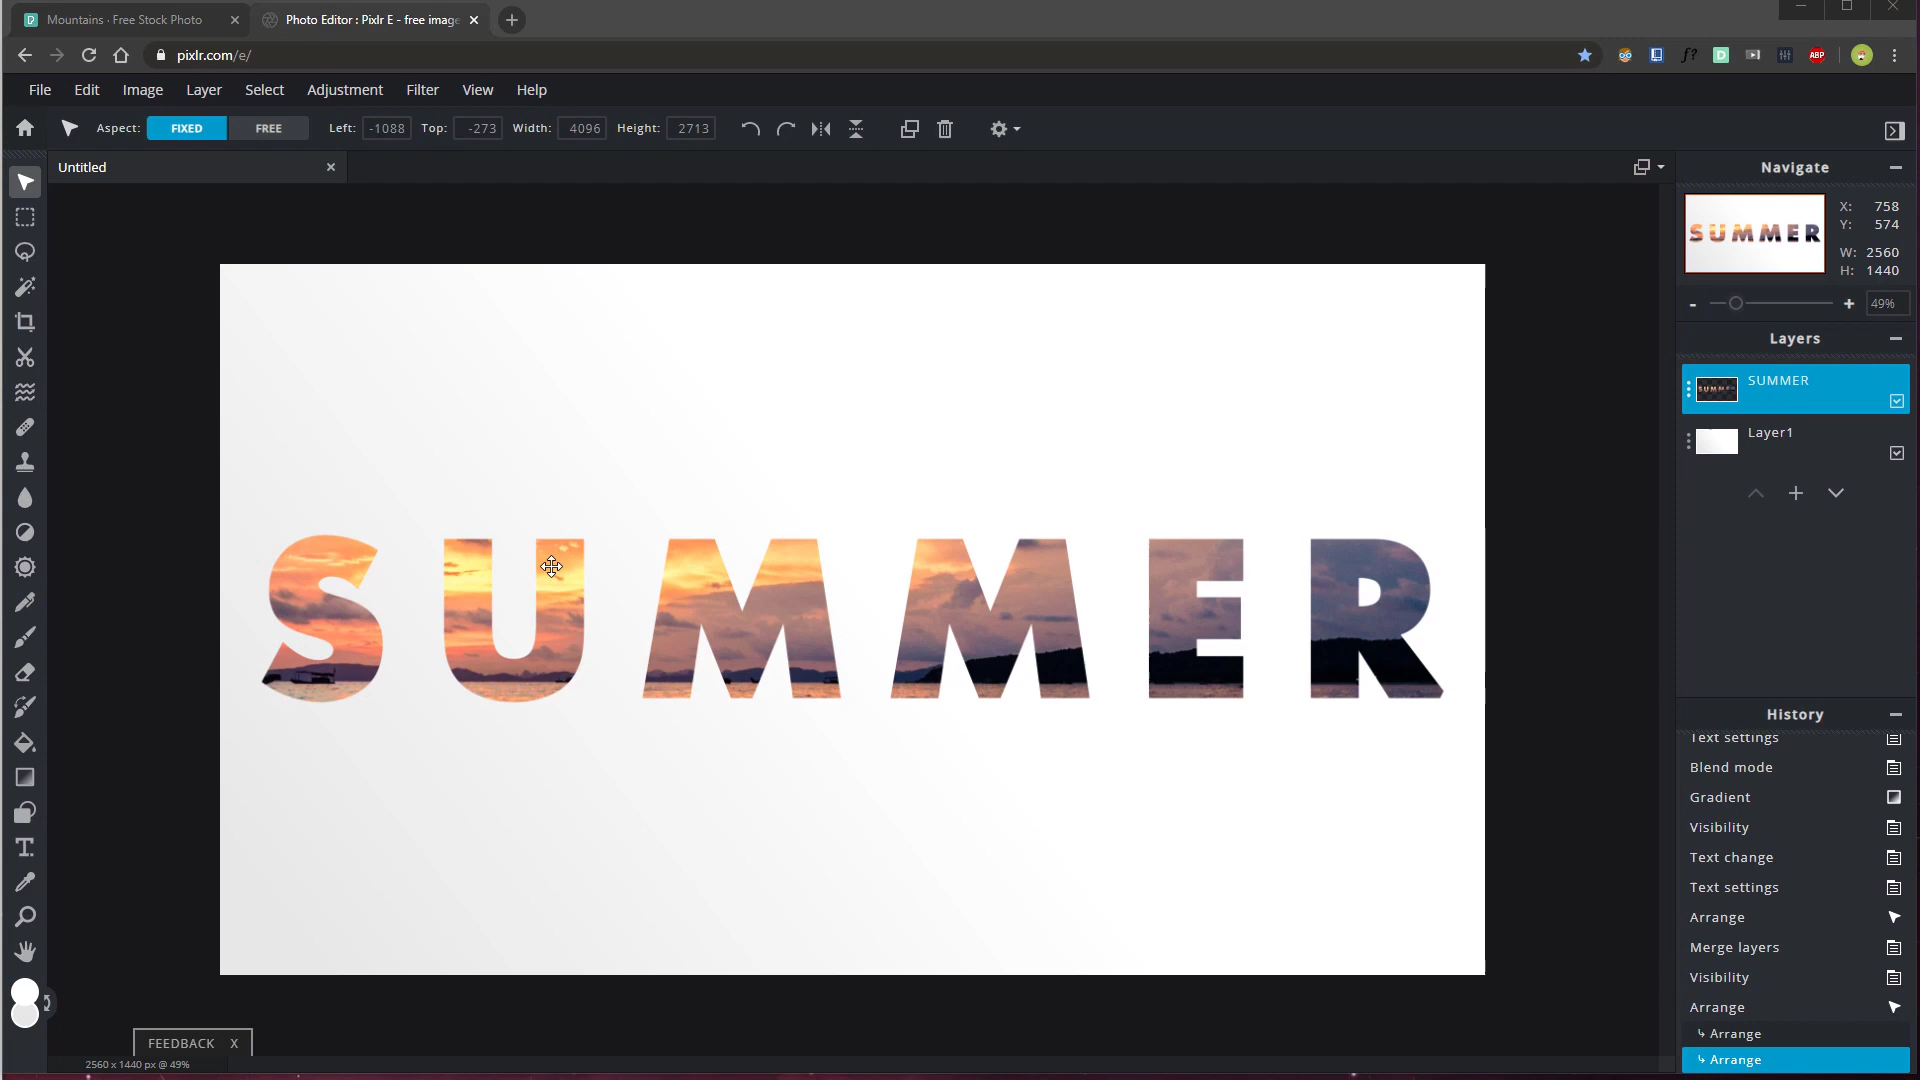 Mountains · Free Stock Photo
Photo Editor : Pixlr E - free image
pixlr.com/e/
ABP
File Edit Image Layer Select Adjustment Filter View Help
Aspect: FIXED FREE Left: -1088 Top: -273 Width: 4096 Height: 2713
Untitled
Navigate
SUMMER
X: 758
Y: 574
W: 2560
H: 1440
49%
Layers
SUMMER
Layer1
SUMMER
History
Text settings
Blend mode
Gradient
Visibility
Text change
Text settings
Arrange
Merge layers
Visibility
Arrange
Arrange
Arrange
FEEDBACK X
2560 x 1440 px @ 49%